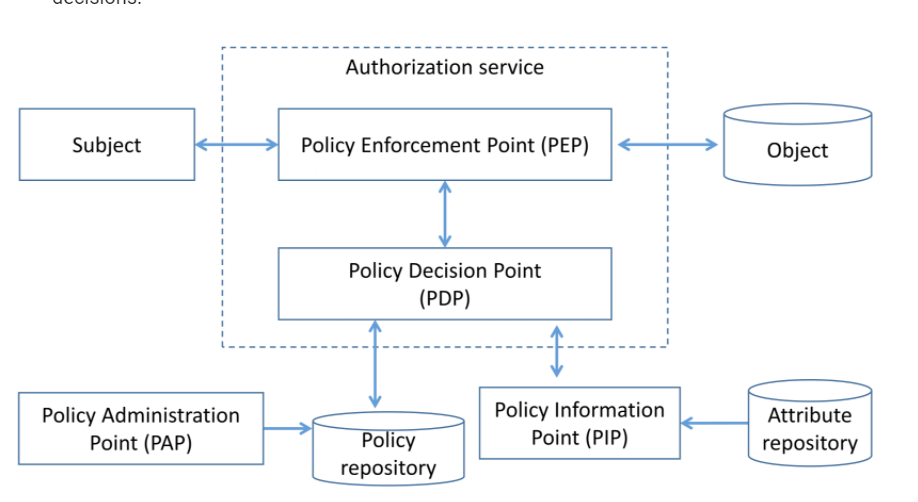 decisions.
Authorization service
Subject
Policy Enforcement Point (PEP)
Object
Policy Decision Point
(PDP)
Policy Administration
Point (PAP)
Policy
repository
Policy Information
Point (PIP)
Attribute
repository